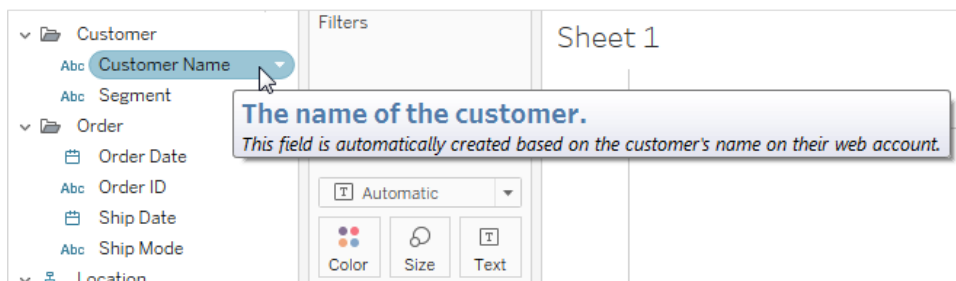 Customer
Abc Customer Name
Abc Segment
Order
Order Date
Abc Order ID
Ship Date
Abc Ship Mode
Location
Filters
T Automatic
Color Size T Text
Sheet 1
The name of the customer.
This field is automatically created based on the customer's name on their web account.